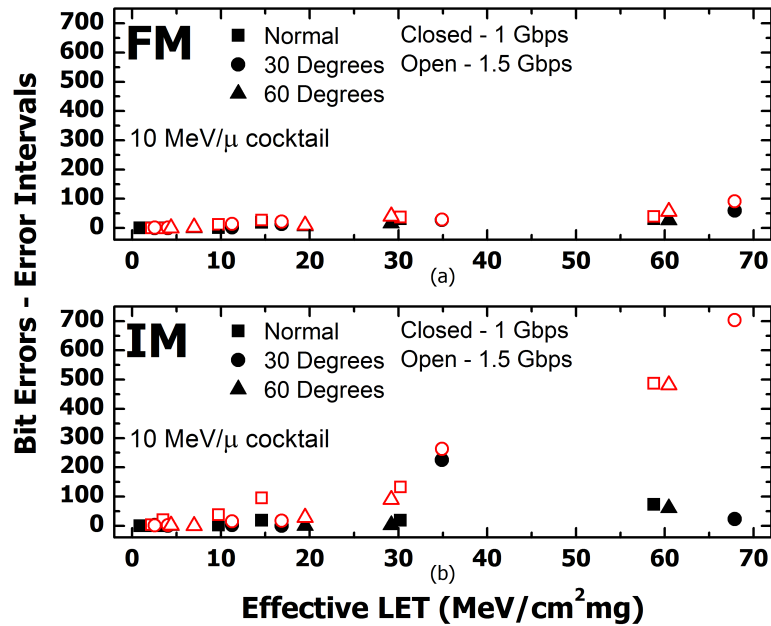 Bit Errors - Error Intervals
700
600
500
400
300
200
100
0
FM
Normal
30 Degrees
60 Degrees
Closed - 1 Gbps
Open - 1.5 Gbps
10 MeV/μ cocktail
0 10 20 30 40 50 60 70
(a)
700
600
500
400
300
200
100
0
IM
Normal
30 Degrees
60 Degrees
Closed - 1 Gbps
Open - 1.5 Gbps
10 MeV/μ cocktail
0 10 20 30 40 50 60 70
(b)
Effective LET (MeV/cm²mg)